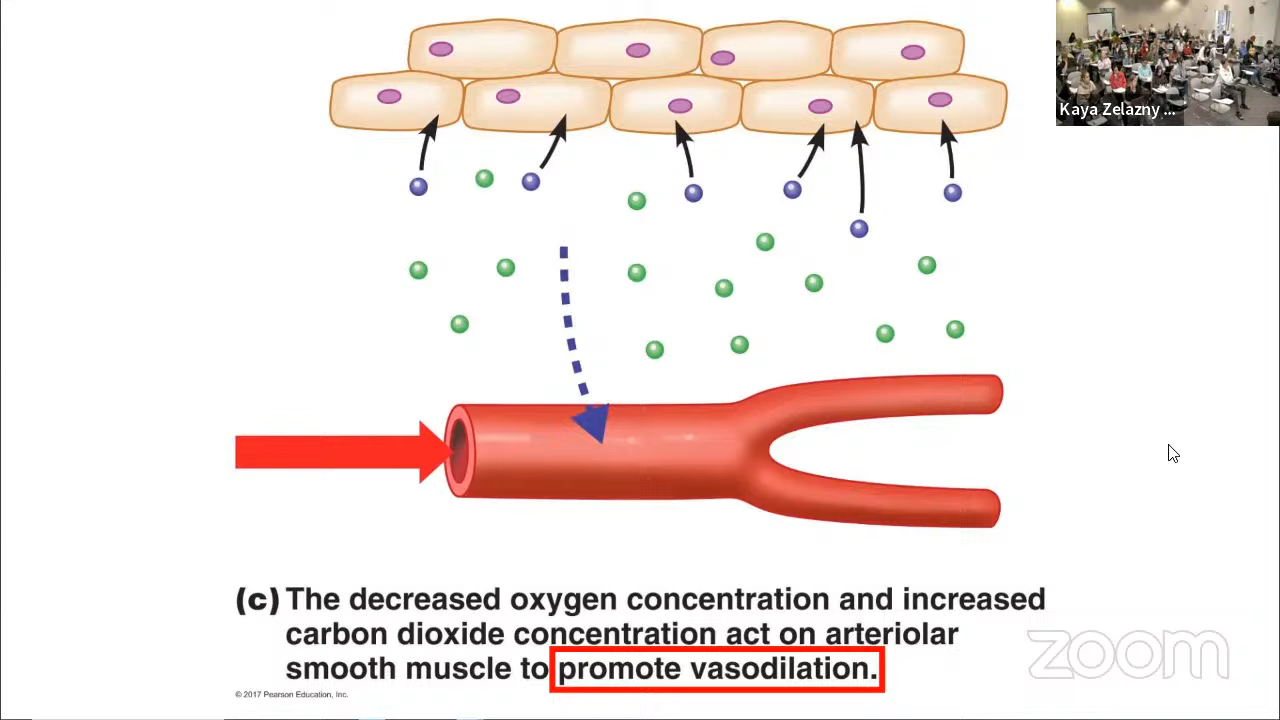 Kaya Zelazny ...
(c) The decreased oxygen concentration and increased
carbon dioxide concentration act on arteriolar
smooth muscle to promote vasodilation.
© 2017 Pearson Education, Inc.
zoom